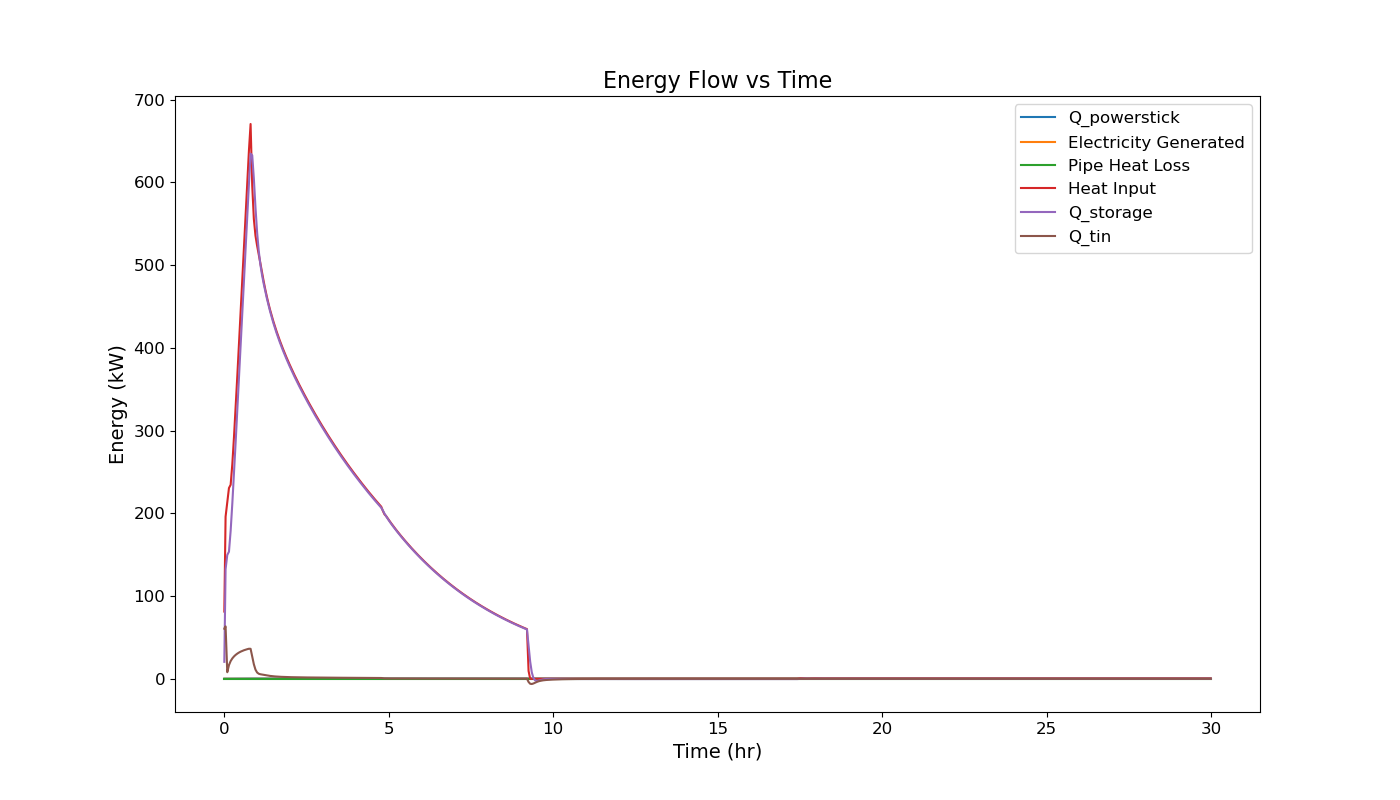 Energy Flow vs Time
700
600
500
400
300
200
100
0
Energy (kW)
Q_powerstick
Electricity Generated
Pipe Heat Loss
Heat Input
Q_storage
Q_tin
0 5 10 15 20 25 30
Time (hr)